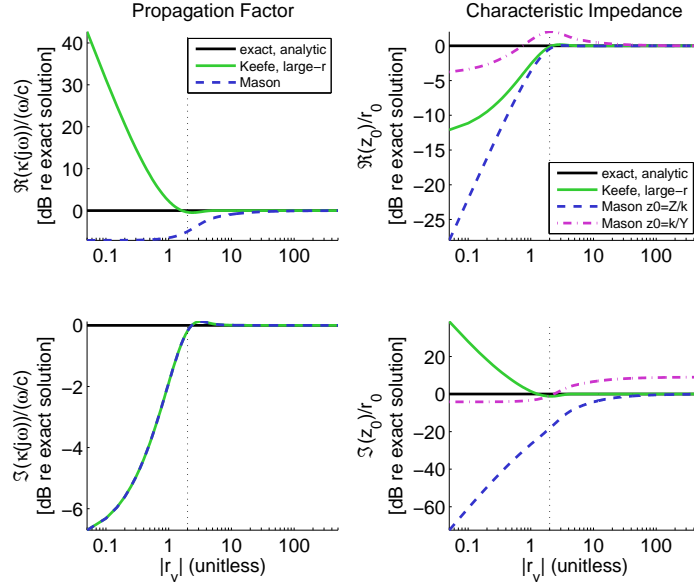 Propagation Factor
Characteristic Impedance
ℜ(κ(jω))/(ω/c)
[dB re exact solution]
40
30
20
10
0
0.1 1 10 100
exact, analytic
Keefe, large−r
Mason
ℜ(z0)/r0
[dB re exact solution]
0
−5
−10
−15
−20
−25
0.1 1 10 100
exact, analytic
Keefe, large−r
Mason z0=Z/k
Mason z0=k/Y
ℑ(κ(jω))/(ω/c)
[dB re exact solution]
0
−2
−4
−6
0.1 1 10 100
|rv| (unitless)
ℑ(z0)/r0
[dB re exact solution]
20
0
−20
−40
−60
0.1 1 10 100
|rv| (unitless)